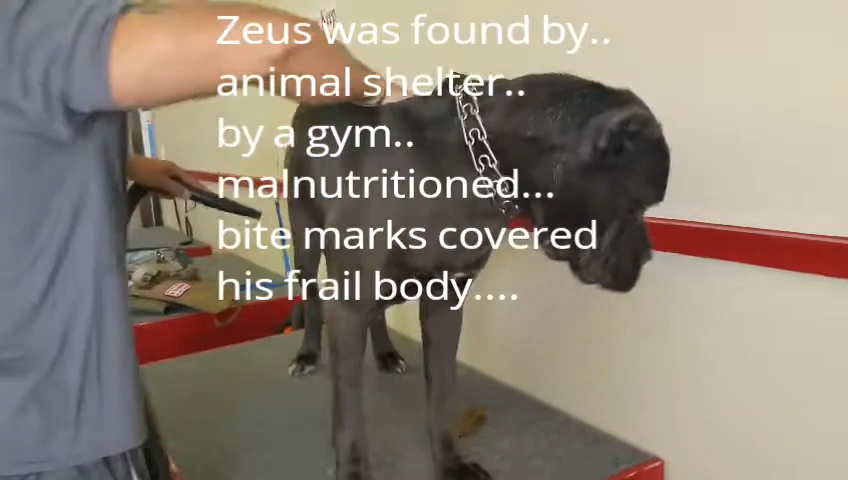 Zeus was found by..
animal shelter..
by a gym..
malnutritioned...
bite marks covered
his frail body....